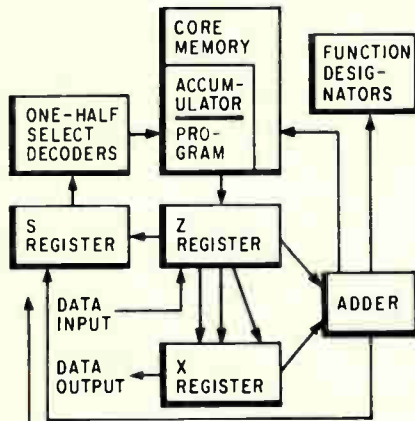 CORE
MEMORY
ACCUM-
ULATOR
PRO-
GRAM
FUNCTION
DESIG-
NATORS
ONE-HALF
SELECT
DECODERS
S
REGISTER
Z
REGISTER
DATA
INPUT
ADDER
DATA
OUTPUT
X
REGISTER